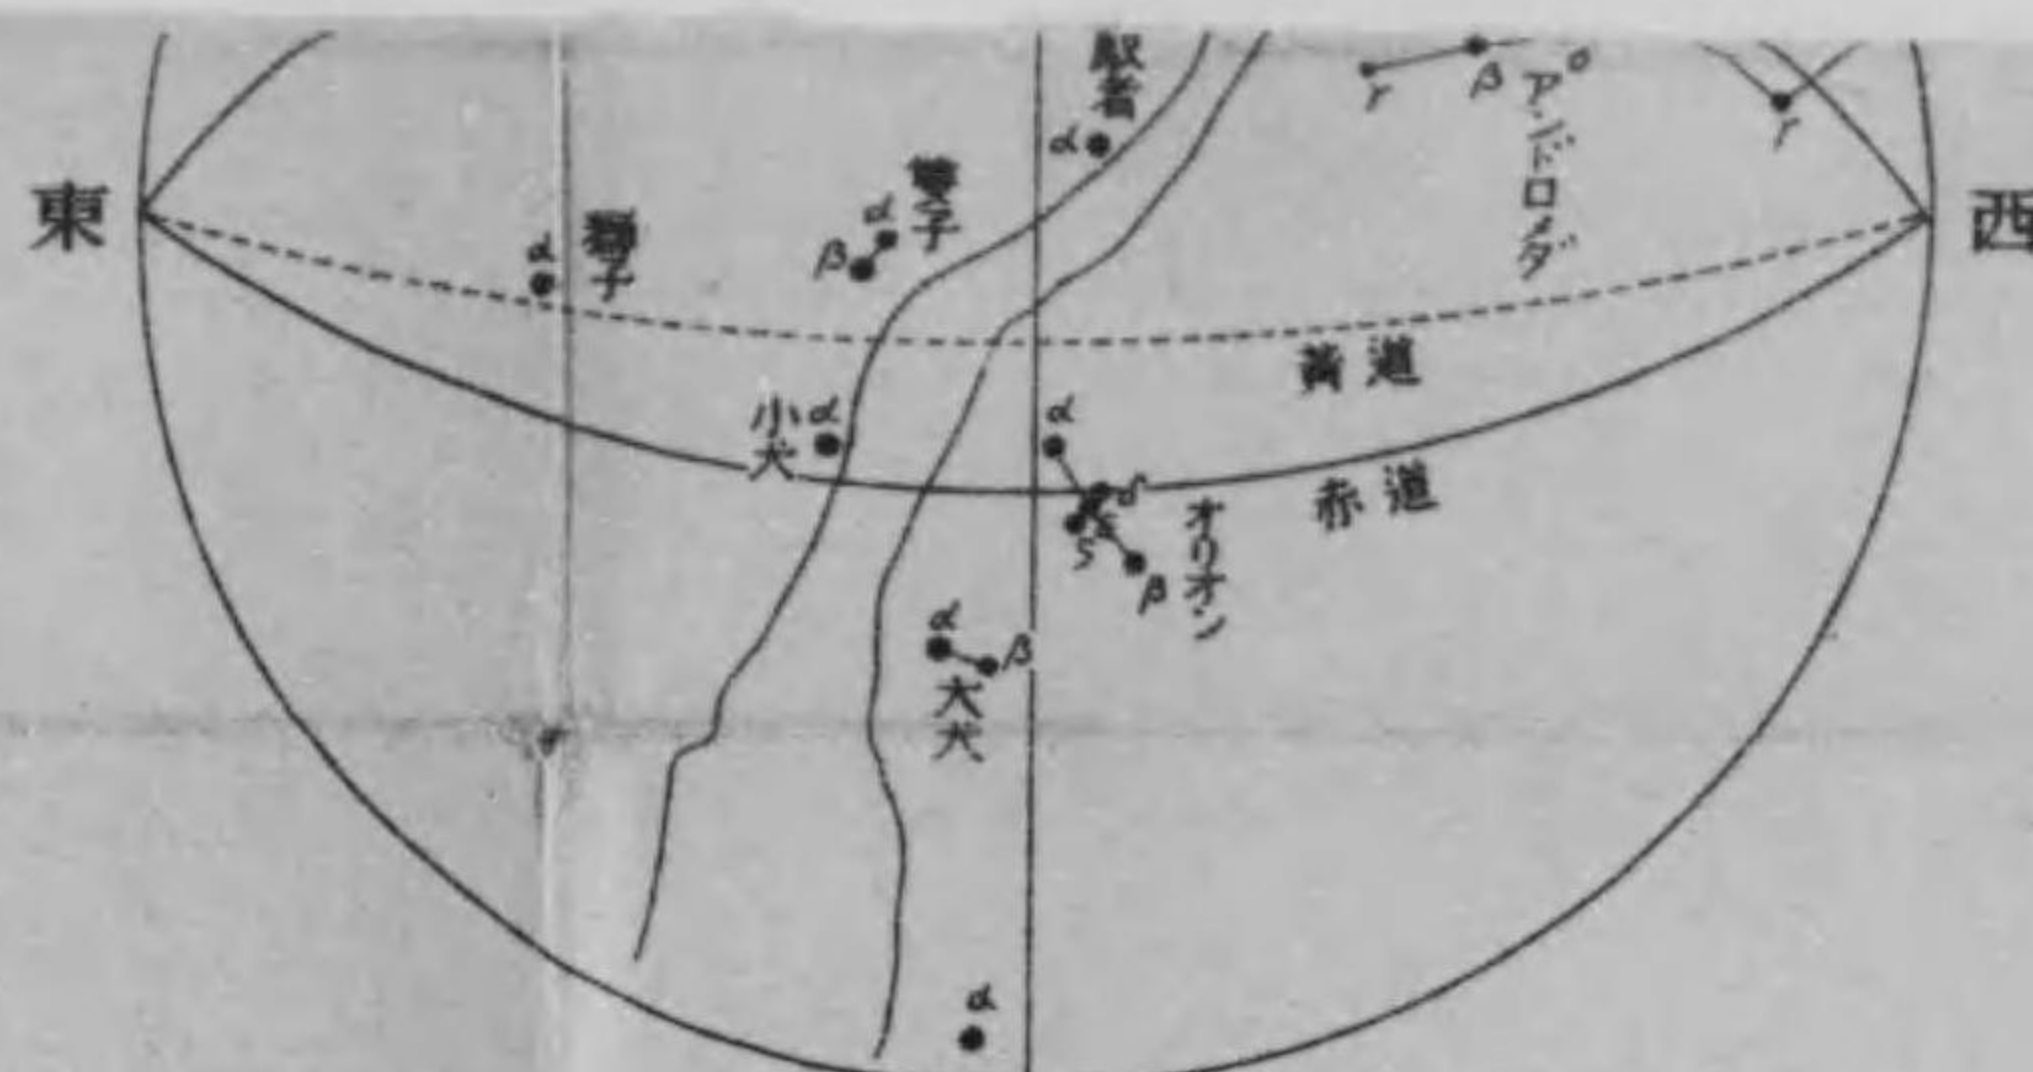 東
西
馭者
α
γ
β
アンドロメダ
γ
α
獅子
α
β
雙子
黃道
小犬
α
α
δ
ε
ζ
β
オリオン
赤道
α
β
大犬
α